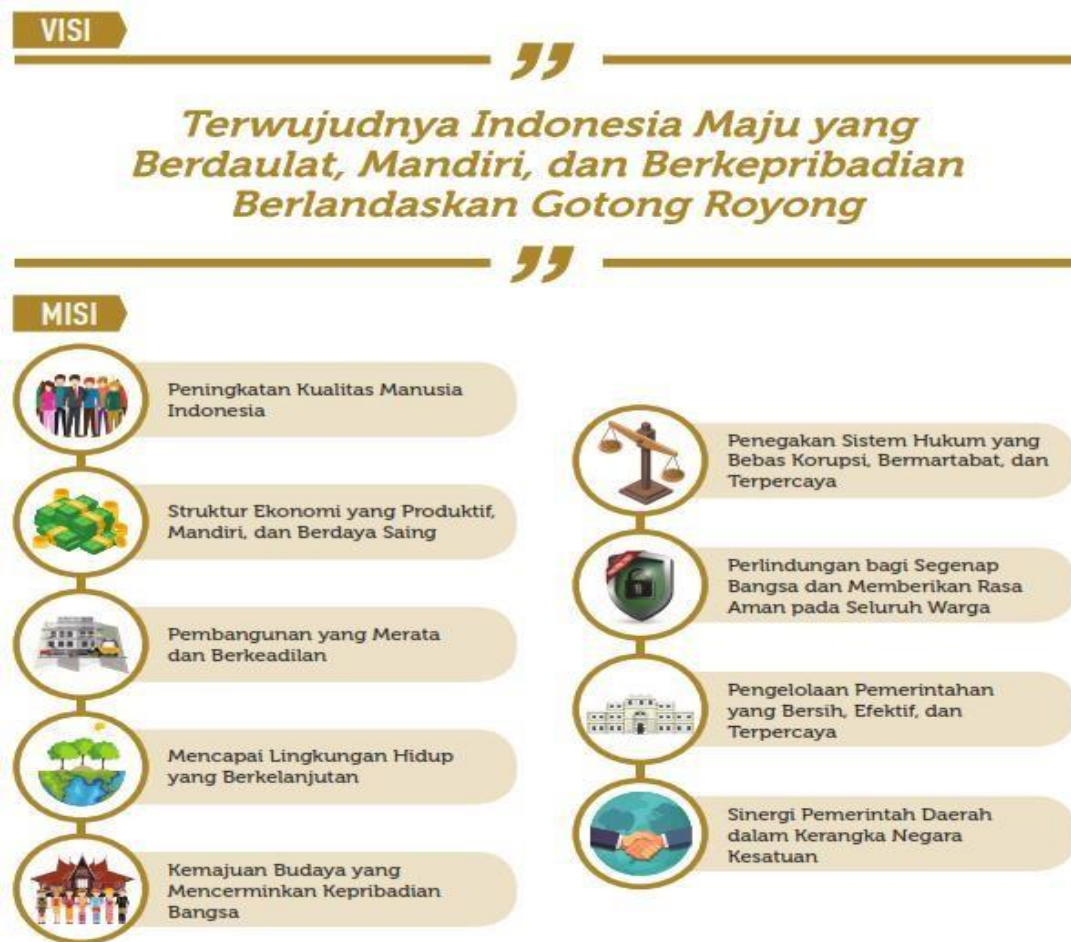 VISI
Terwujudnya Indonesia Maju yang
Berdaulat, Mandiri, dan Berkepribadian
Berlandaskan Gotong Royong
MISI
Peningkatan Kualitas Manusia
Indonesia
Struktur Ekonomi yang Produktif,
Mandiri, dan Berdaya Saing
Pembangunan yang Merata
dan Berkeadilan
Mencapai Lingkungan Hidup
yang Berkelanjutan
Kemajuan Budaya yang
Mencerminkan Kepribadian
Bangsa
Penegakan Sistem Hukum yang
Bebas Korupsi, Bermartabat, dan
Terpercaya
Perlindungan bagi Segenap
Bangsa dan Memberikan Rasa
Aman pada Seluruh Warga
Pengelolaan Pemerintahan
yang Bersih, Efektif, dan
Terpercaya
Sinergi Pemerintah Daerah
dalam Kerangka Negara
Kesatuan